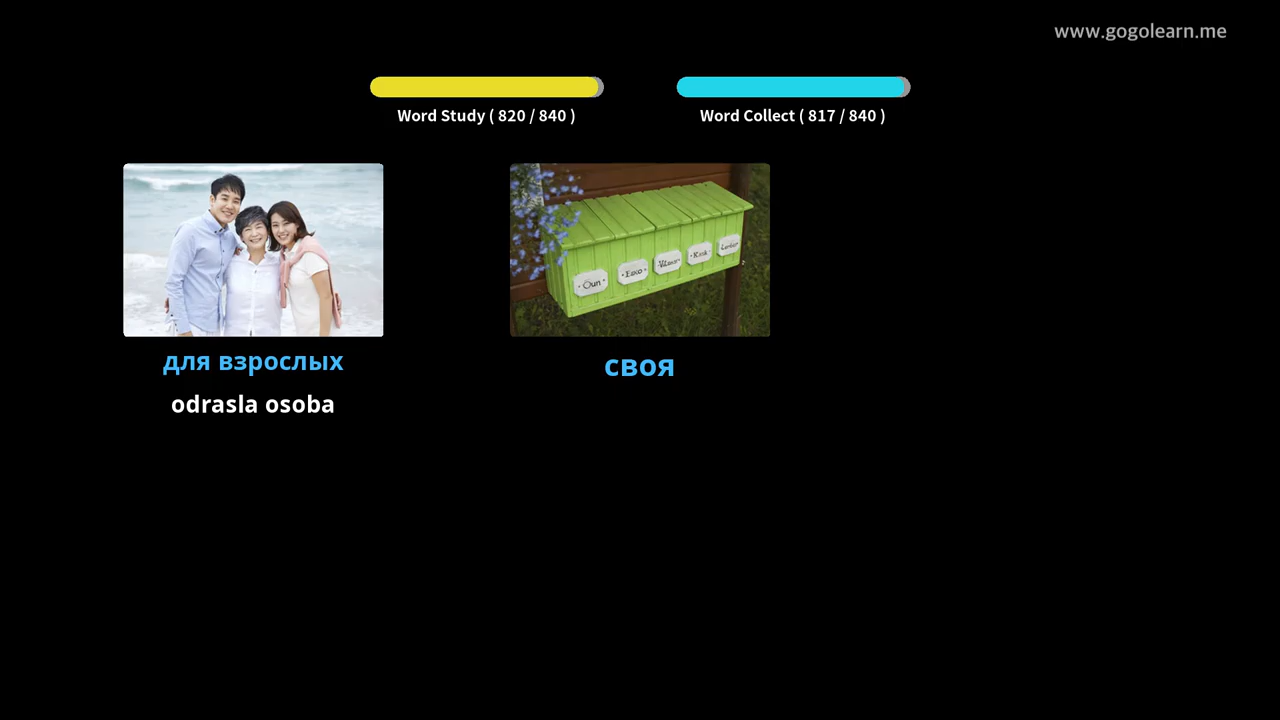 www.gogolearn.me
Word Study ( 820 / 840 )
Word Collect ( 817 / 840 )
для взрослых
odrasla osoba
своя